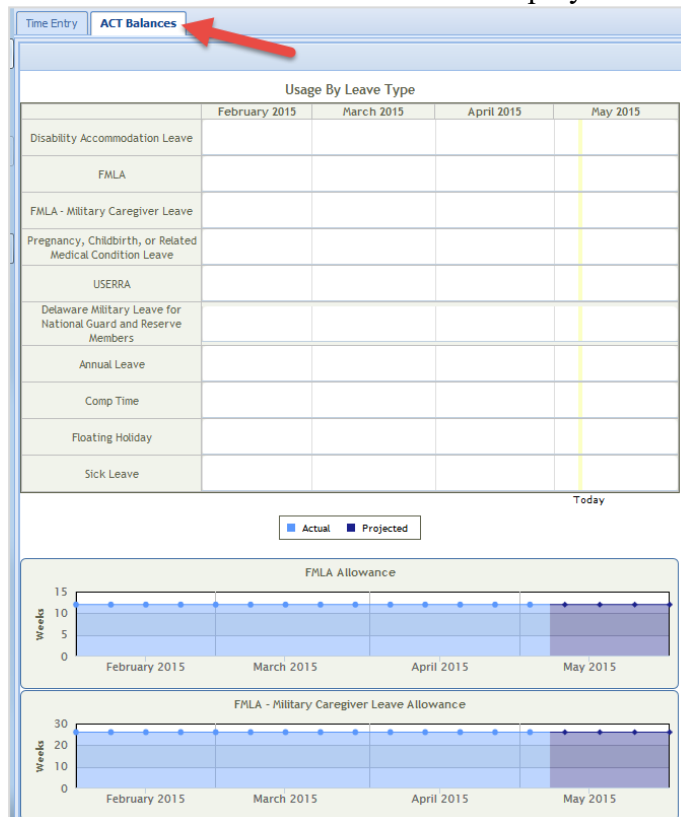 Time Entry ACT Balances
Usage By Leave Type
February 2015 March 2015 April 2015 May 2015
Disability Accommodation Leave
FMLA
FMLA - Military Caregiver Leave
Pregnancy, Childbirth, or Related
Medical Condition Leave
USERRA
Delaware Military Leave for
National Guard and Reserve
Members
Annual Leave
Comp Time
Floating Holiday
Sick Leave
Today
Actual Projected
FMLA Allowance
15
10
5
0
Weeks
February 2015 March 2015 April 2015 May 2015
FMLA - Military Caregiver Leave Allowance
30
20
10
0
Weeks
February 2015 March 2015 April 2015 May 2015